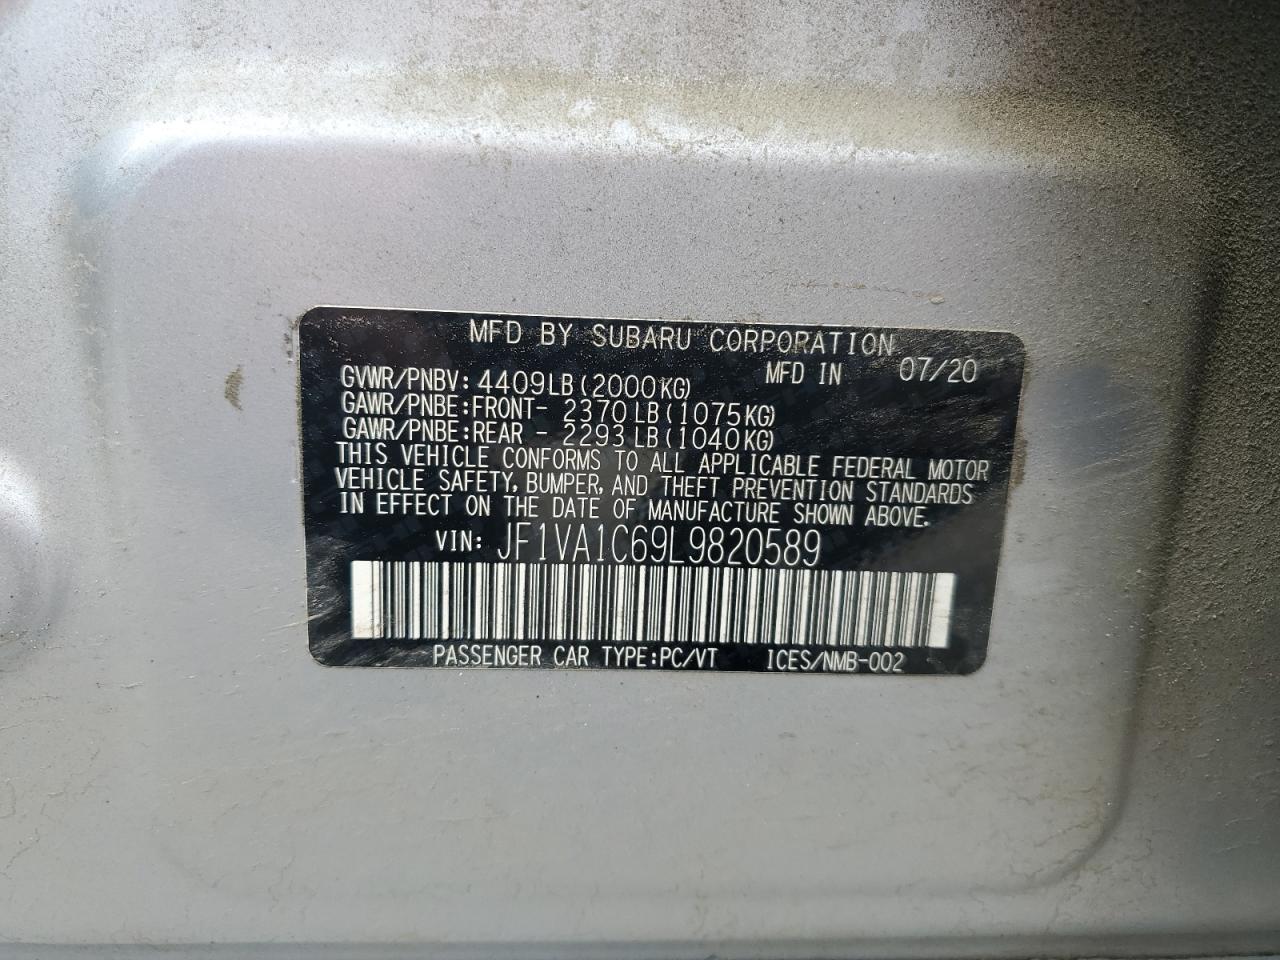 MFD BY SUBARU CORPORATION
MFD IN 07/20
GVWR/PNBV: 4409LB(2000KG)
GAWR/PNBE:FRONT- 2370LB(1075KG)
GAWR/PNBE:REAR - 2293LB(1040KG)
THIS VEHICLE CONFORMS TO ALL APPLICABLE FEDERAL MOTOR
VEHICLE SAFETY, BUMPER, AND THEFT PREVENTION STANDARDS
IN EFFECT ON THE DATE OF MANUFACTURE SHOWN ABOVE.
VIN: JF1VA1C69L9820589
PASSENGER CAR TYPE:PC/VT ICES/NMB-002